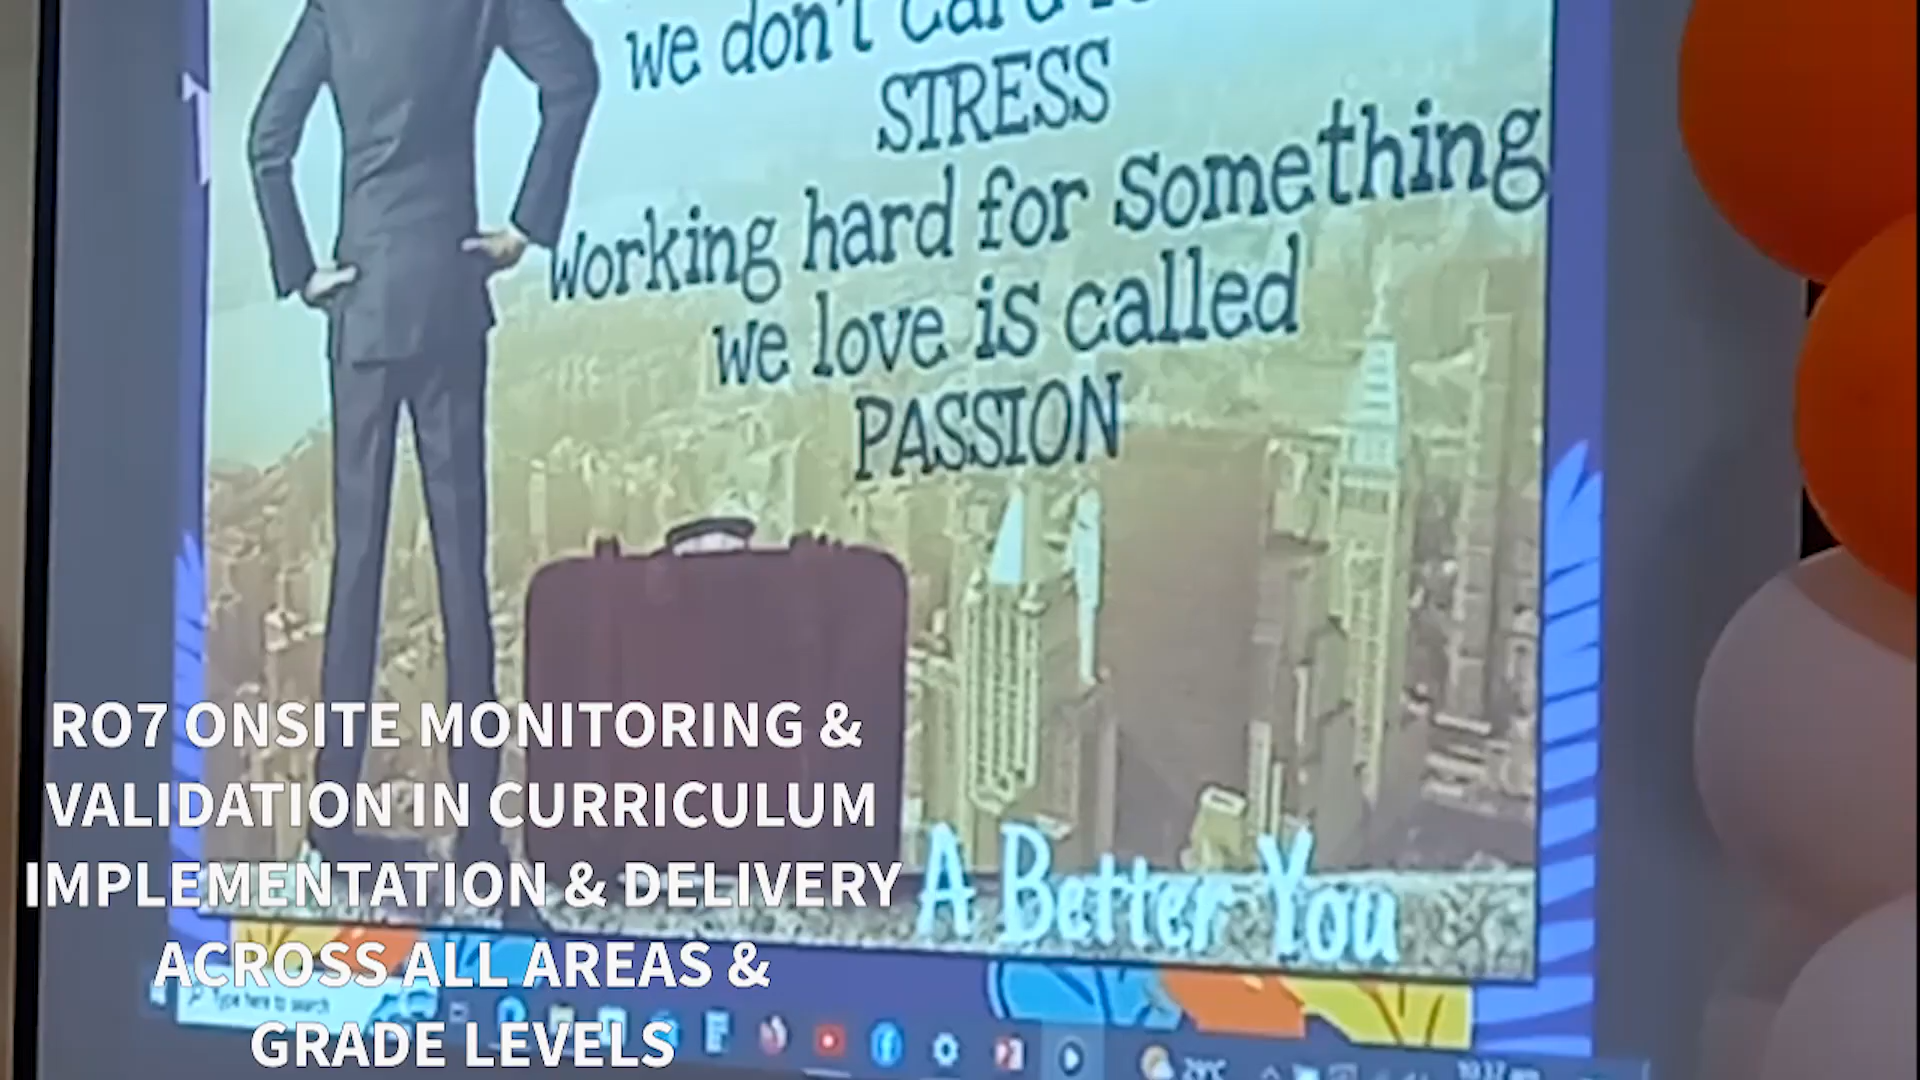 we don't
STRESS
Working hard for something
we love is called
PASSION
A Better You
RO7 ONSITE MONITORING &
VALIDATION IN CURRICULUM
IMPLEMENTATION & DELIVERY
ACROSS ALL AREAS &
GRADE LEVELS
Type here to search
29°C